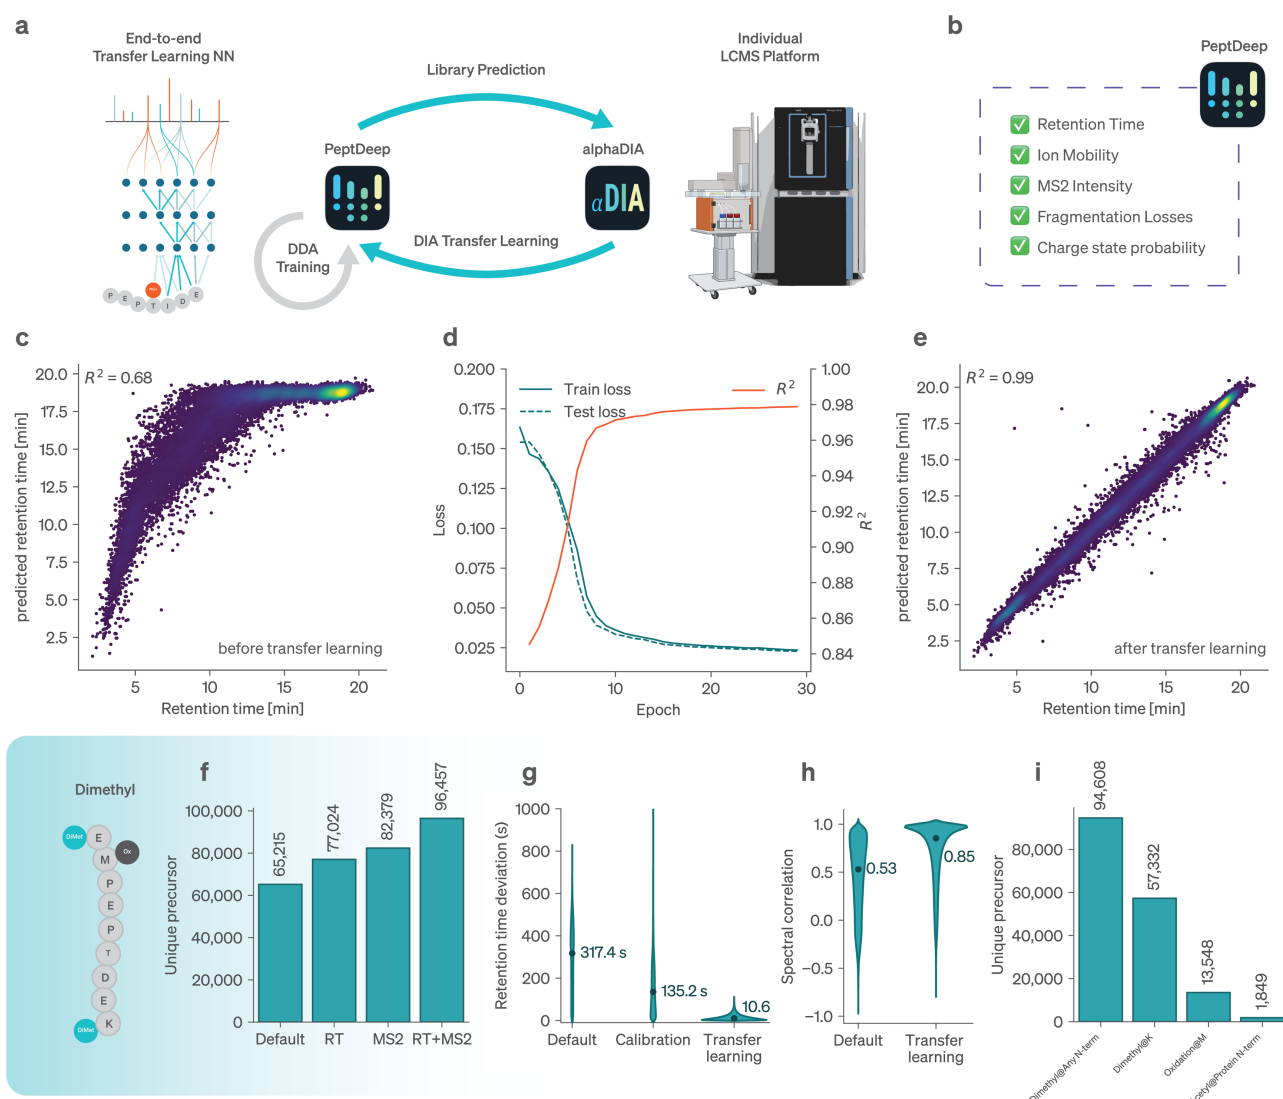 a
End-to-end
Transfer Learning NN
P E P T I D E
Library Prediction
PeptDeep
alphaDIA
αDIA
DDA
Training
DIA Transfer Learning
Individual
LCMS Platform
b
PeptDeep
Retention Time
Ion Mobility
MS2 Intensity
Fragmentation Losses
Charge state probability
c
R² = 0.68
predicted retention time [min]
20.0
17.5
15.0
12.5
10.0
7.5
5.0
2.5
before transfer learning
5 10 15 20
Retention time [min]
d
Train loss
Test loss
R²
Loss
0.200
0.175
0.150
0.125
0.100
0.075
0.050
0.025
1.00
0.98
0.96
0.94
0.92
0.90
0.88
0.86
0.84
R²
0 10 20 30
Epoch
e
R² = 0.99
predicted retention time [min]
20.0
17.5
15.0
12.5
10.0
7.5
5.0
2.5
after transfer learning
5 10 15 20
Retention time [min]
Dimethyl
DiMet
E
M
Ox
P
E
P
T
D
E
K
DiMet
f
Unique precursor
100,000
80,000
60,000
40,000
20,000
0
65,215
77,024
82,379
96,457
Default RT MS2 RT+MS2
g
Retention time deviation (s)
1000
800
600
400
200
0
317.4 s
135.2 s
10.6
Default Calibration Transfer
learning
h
Spectral correlation
1.0
0.5
0.0
−0.5
−1.0
0.53
0.85
Default Transfer
learning
i
Unique precursor
80,000
60,000
40,000
20,000
0
94,608
57,332
13,548
1,849
Dimethyl@Any N-term
Dimethyl@K
Oxidation@M
Acetyl@Protein N-term